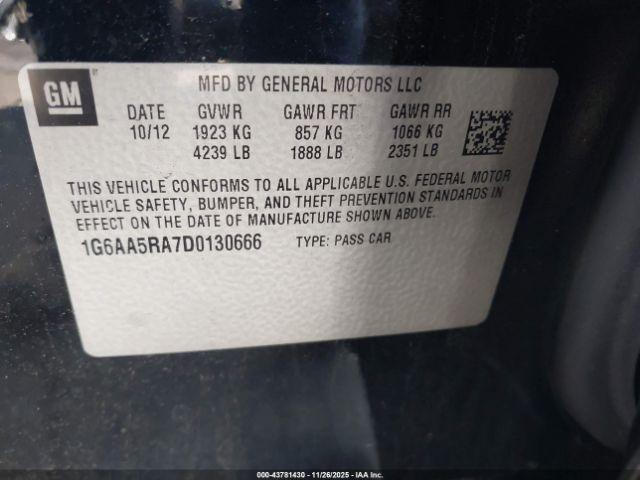 GM
MFD BY GENERAL MOTORS LLC
DATE GVWR GAWR FRT GAWR RR
10/12 1923 KG 857 KG 1066 KG
4239 LB 1888 LB 2351 LB
THIS VEHICLE CONFORMS TO ALL APPLICABLE U.S. FEDERAL MOTOR
VEHICLE SAFETY, BUMPER, AND THEFT PREVENTION STANDARDS IN
EFFECT ON THE DATE OF MANUFACTURE SHOWN ABOVE.
1G6AA5RA7D0130666 TYPE: PASS CAR
000-43781430 - 11/26/2025 - IAA Inc.